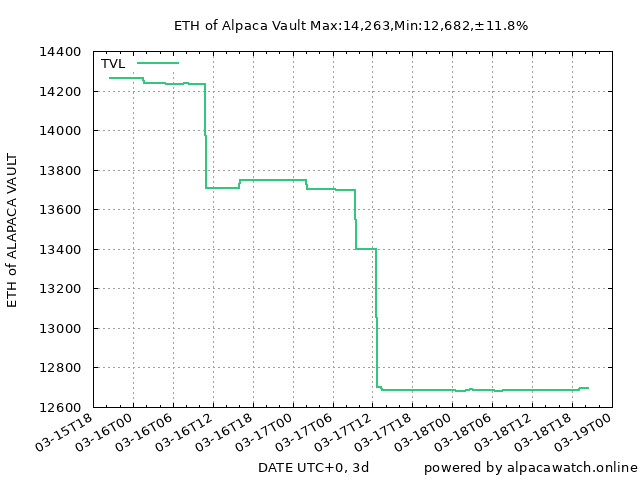 ETH of Alpaca Vault Max:14,263,Min:12,682,±11.8%
TVL
ETH of ALAPACA VAULT
14400
14200
14000
13800
13600
13400
13200
13000
12800
12600
03-15T18
03-16T00
03-16T06
03-16T12
03-16T18
03-17T00
03-17T06
03-17T12
03-17T18
03-18T00
03-18T06
03-18T12
03-18T18
03-19T00
DATE UTC+0, 3d
powered by alpacawatch.online